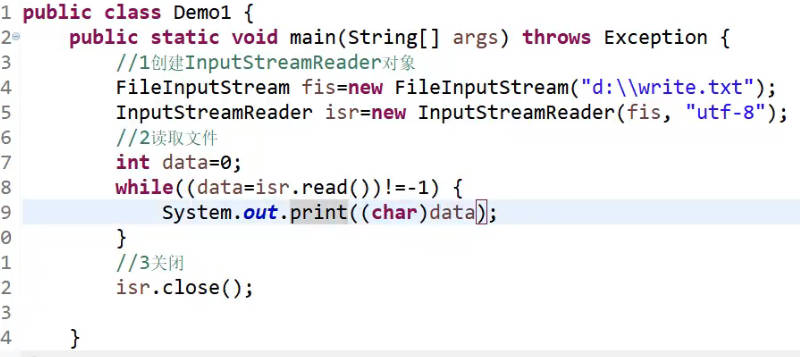 1 public class Demo1 {
2 public static void main(String[] args) throws Exception {
3 //1创建InputStreamReader对象
4 FileInputStream fis=new FileInputStream("d:\\write.txt");
5 InputStreamReader isr=new InputStreamReader(fis, "utf-8");
6 //2读取文件
7 int data=0;
8 while((data=isr.read())!=-1) {
9 System.out.print((char)data);
0 }
1 //3关闭
2 isr.close();
3
4 }